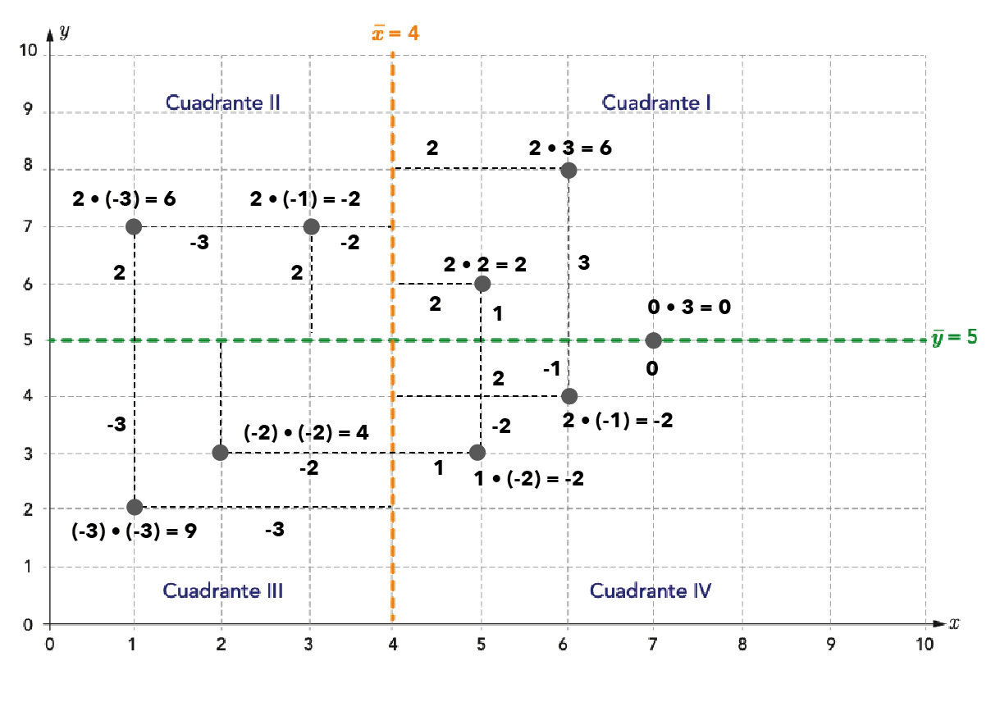 y
x̄ = 4
10
Cuadrante II
Cuadrante I
9
2
2 • 3 = 6
8
2 • (-3) = 6
2 • (-1) = -2
7
-3
-2
2
2
2 • 2 = 2
3
6
2
1
0 • 3 = 0
5
ȳ = 5
-1
0
2
4
-3
-2
2 • (-1) = -2
(-2) • (-2) = 4
3
-2
1
1 • (-2) = -2
2
(-3) • (-3) = 9
-3
1
Cuadrante III
Cuadrante IV
0
x
0 1 2 3 4 5 6 7 8 9 10